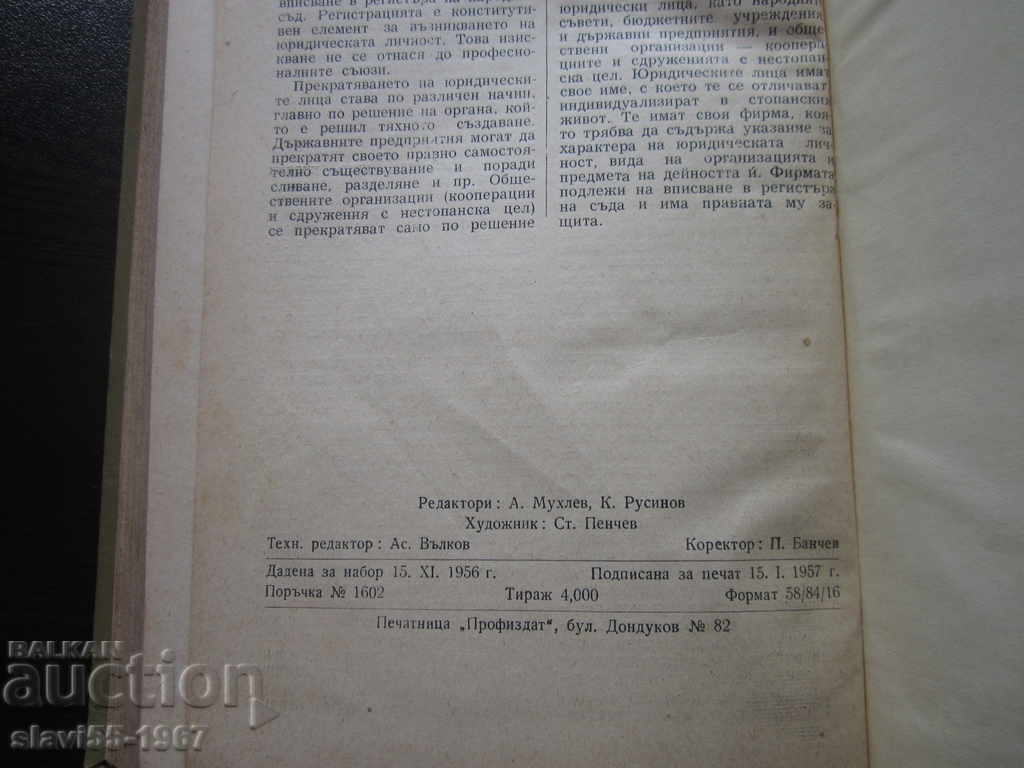 вписване в регистъра на
съд. Регистрацията е конститути-
вен елемент за възникването на
юридическата личност. Това изис-
кване не се отнася до професио-
налните съюзи.
Прекратяването на юридически-
те лица става по различен начин,
главно по решение на органа, кой-
то е решил тяхното създаване.
Държавните предприятия могат да
прекратят своето правно самостоя-
телно съществуване и поради
сливане, разделяне и пр. Обще-
ствените организации (кооперации
и сдружения с нестопанска цел)
се прекратяват само по решение
юридически лица, като народни
съвети, бюджетните учреждения
и държавни предприятия, и обще
ствени организации — коопера
циите и сдруженията с нестопан
ска цел. Юридическите лица имат
свое име, с което те се отличават
индивидуализират в стопанския
живот. Те имат своя фирма, коя
то трябва да съдържа указание за
характера на юридическата лич
ност, вида на организацията и
предмета на дейността ѝ. Фирмата
подлежи на вписване в регистъра
на съда и има правната му за
щита.
Редактори: А. Мухлев, К. Русинов
Художник: Ст. Пенчев
Техн. редактор: Ас. Вълков Коректор: П. Банчев
Дадена за набор 15. XI. 1956 г. Подписана за печат 15. I. 1957 г.
Поръчка № 1602 Тираж 4,000 Формат 58/84/16
Печатница „Профиздат“, бул. Дондуков № 82
BALKAN
auction
slavi55-1967